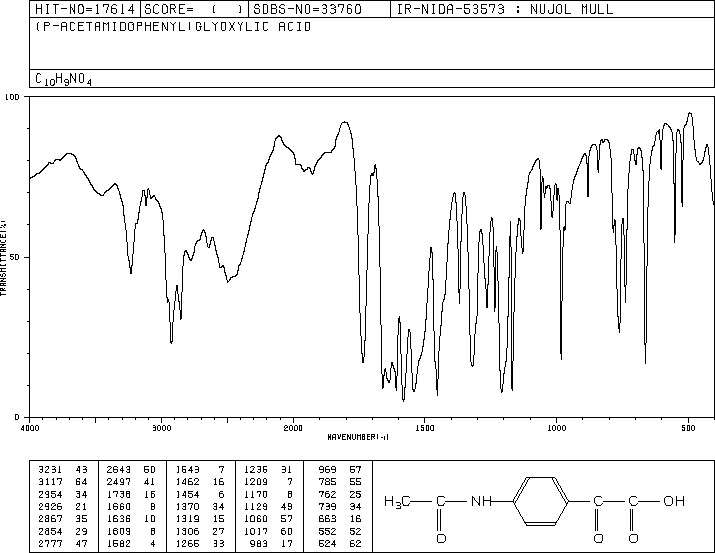 HIT-NO=17614 SCORE= ( ) SDBS-NO=33760 IR-NIDA-53573 : NUJOL MULL
(P-ACETAMIDOPHENYL)GLYOXYLIC ACID
C10H9NO4
100
50
0
TRANSMITTANCE(%)
4000 3000 2000 1500 1000 500
WAVENUMBER(-1)
3231 43 2643 50 1543 7 1236 31 969 57
3117 64 2497 41 1462 16 1209 7 785 55
2954 34 1738 16 1454 6 1170 8 762 25
2926 21 1660 8 1370 34 1129 49 739 34
2867 35 1636 10 1319 15 1060 57 663 16
2854 29 1609 8 1306 27 1017 60 552 52
2777 47 1582 4 1265 33 983 17 524 62
H3C C NH C C OH
O O O